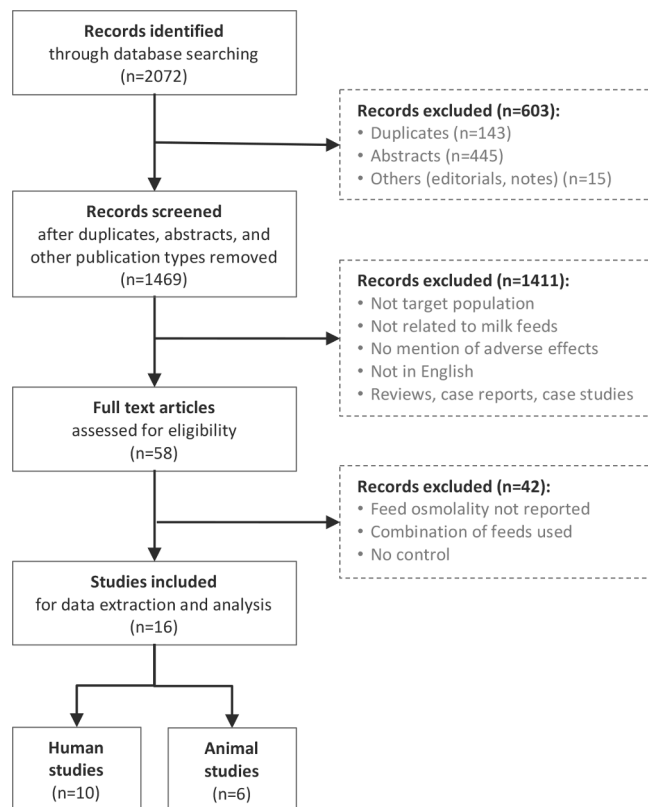 Records identified
through database searching
(n=2072)
Records excluded (n=603):
• Duplicates (n=143)
• Abstracts (n=445)
• Others (editorials, notes) (n=15)
Records screened
after duplicates, abstracts, and
other publication types removed
(n=1469)
Records excluded (n=1411):
• Not target population
• Not related to milk feeds
• No mention of adverse effects
• Not in English
• Reviews, case reports, case studies
Full text articles
assessed for eligibility
(n=58)
Records excluded (n=42):
• Feed osmolality not reported
• Combination of feeds used
• No control
Studies included
for data extraction and analysis
(n=16)
Human
studies
(n=10)
Animal
studies
(n=6)